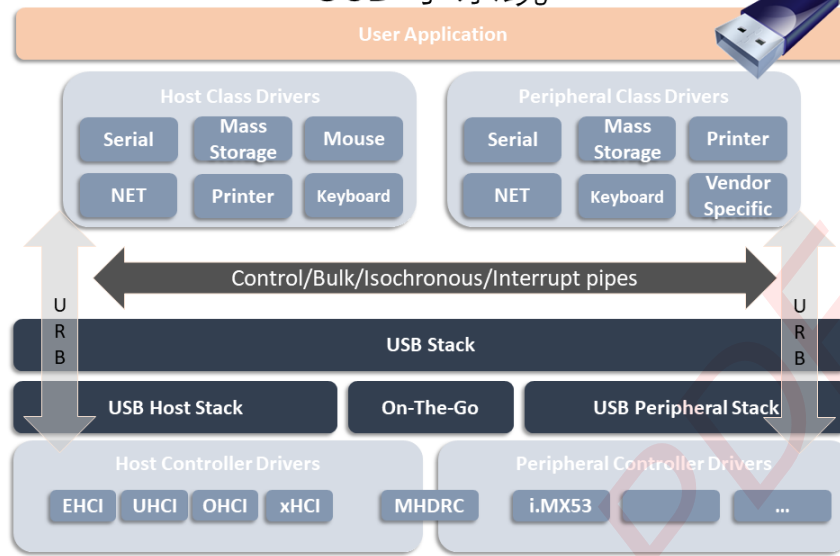 User Application
Host Class Drivers
Peripheral Class Drivers
Serial
Mass
Storage
Mouse
Serial
Mass
Storage
Printer
NET
Printer
Keyboard
NET
Keyboard
Vendor
Specific
Control/Bulk/Isochronous/Interrupt pipes
U
R
B
U
R
B
USB Stack
USB Host Stack
On-The-Go
USB Peripheral Stack
Host Controller Drivers
Peripheral Controller Drivers
EHCI
UHCI
OHCI
xHCI
MHDRC
i.MX53
...